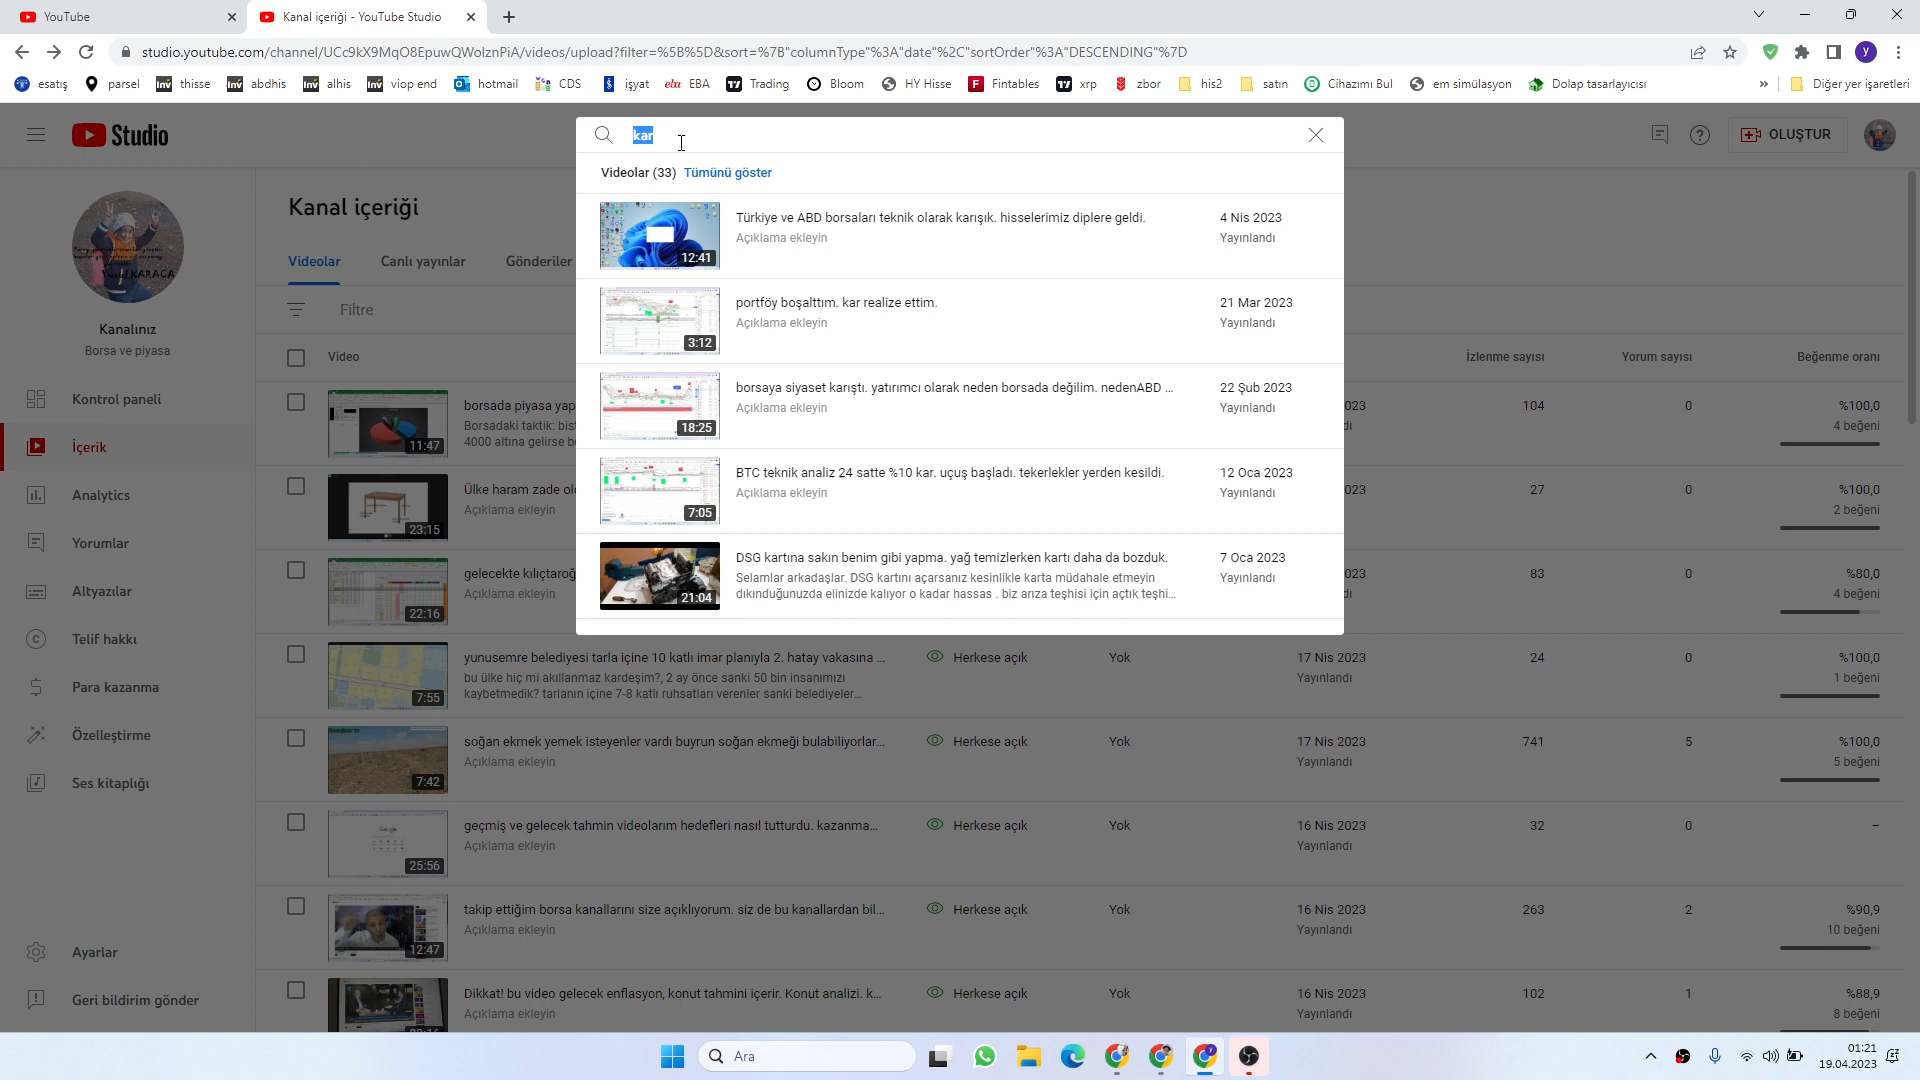 YouTube
Kanal içeriği - YouTube Studio
studio.youtube.com/channel/UCc9kX9MqO8EpuwQWolznPiA/videos/upload?filter=%5B%5D&sort=%7B"columnType"%3A"date"%2C"sortOrder"%3A"DESCENDING"%7D
esatış parsel thisse abdhis alhis viop end hotmail CDS işyat EBA Trading Bloom HY Hisse Fintables xrp zbor his2 satın Cihazımı Bul em simülasyon Dolap tasarlayıcısı » Diğer yer işaretleri
Studio
kar
OLUŞTUR
Videolar (33) Tümünü göster
Kanal içeriği
Videolar Canlı yayınlar Gönderiler
Filtre
Yusuf KARACA
Kanalınız
Borsa ve piyasa
Kontrol paneli
İçerik
Analytics
Yorumlar
Altyazılar
Telif hakkı
Para kazanma
Özelleştirme
Ses kitaplığı
Ayarlar
Geri bildirim gönder
Türkiye ve ABD borsaları teknik olarak karışık. hisselerimiz diplere geldi. 4 Nis 2023
Açıklama ekleyin Yayınlandı
12:41
portföy boşalttım. kar realize ettim. 21 Mar 2023
Açıklama ekleyin Yayınlandı
3:12
borsaya siyaset karıştı. yatırımcı olarak neden borsada değilim. nedenABD ... 22 Şub 2023
Açıklama ekleyin Yayınlandı
18:25
BTC teknik analiz 24 satte %10 kar. uçuş başladı. tekerlekler yerden kesildi. 12 Oca 2023
Açıklama ekleyin Yayınlandı
7:05
DSG kartına sakın benim gibi yapma. yağ temizlerken kartı daha da bozduk. 7 Oca 2023
Selamlar arkadaşlar. DSG kartını açarsanız kesinlikle karta müdahale etmeyin Yayınlandı
dıkınduğunuzda elinizde kalıyor o kadar hassas . biz arıza teşhisi için açtık teşhi...
21:04
Video İzlenme sayısı Yorum sayısı Beğenme oranı
borsada piyasa yap 023 104 0 %100,0
Borsadaki taktik: bist 4 beğeni
4000 altına gelirse b
11:47
Ülke haram zade ol 023 27 0 %100,0
Açıklama ekleyin 2 beğeni
23:15
gelecekte kılıçtaroğ 023 83 0 %80,0
Açıklama ekleyin 4 beğeni
22:16
yunusemre belediyesi tarla içine 10 katlı imar planıyla 2. hatay vakasına ... Herkese açık Yok 17 Nis 2023 24 0 %100,0
bu ülke hiç mi akıllanmaz kardeşim?, 2 ay önce sanki 50 bin insanımızı Yayınlandı 1 beğeni
kaybetmedik? tarlanın içine 7-8 katlı ruhsatları verenler sanki belediyeler...
7:55
soğan ekmek yemek isteyenler vardı buyrun soğan ekmeği bulabiliyorlar... Herkese açık Yok 17 Nis 2023 741 5 %100,0
Açıklama ekleyin Yayınlandı 5 beğeni
7:42
geçmiş ve gelecek tahmin videolarım hedefleri nasıl tutturdu. kazanma... Herkese açık Yok 16 Nis 2023 32 0 –
Açıklama ekleyin Yayınlandı
25:56
takip ettiğim borsa kanallarını size açıklıyorum. siz de bu kanallardan bil... Herkese açık Yok 16 Nis 2023 263 2 %90,9
Açıklama ekleyin Yayınlandı 10 beğeni
12:47
Dikkat! bu video gelecek enflasyon, konut tahmini içerir. Konut analizi. k... Herkese açık Yok 16 Nis 2023 102 1 %88,9
Açıklama ekleyin Yayınlandı 8 beğeni
Ara
01:21
19.04.2023